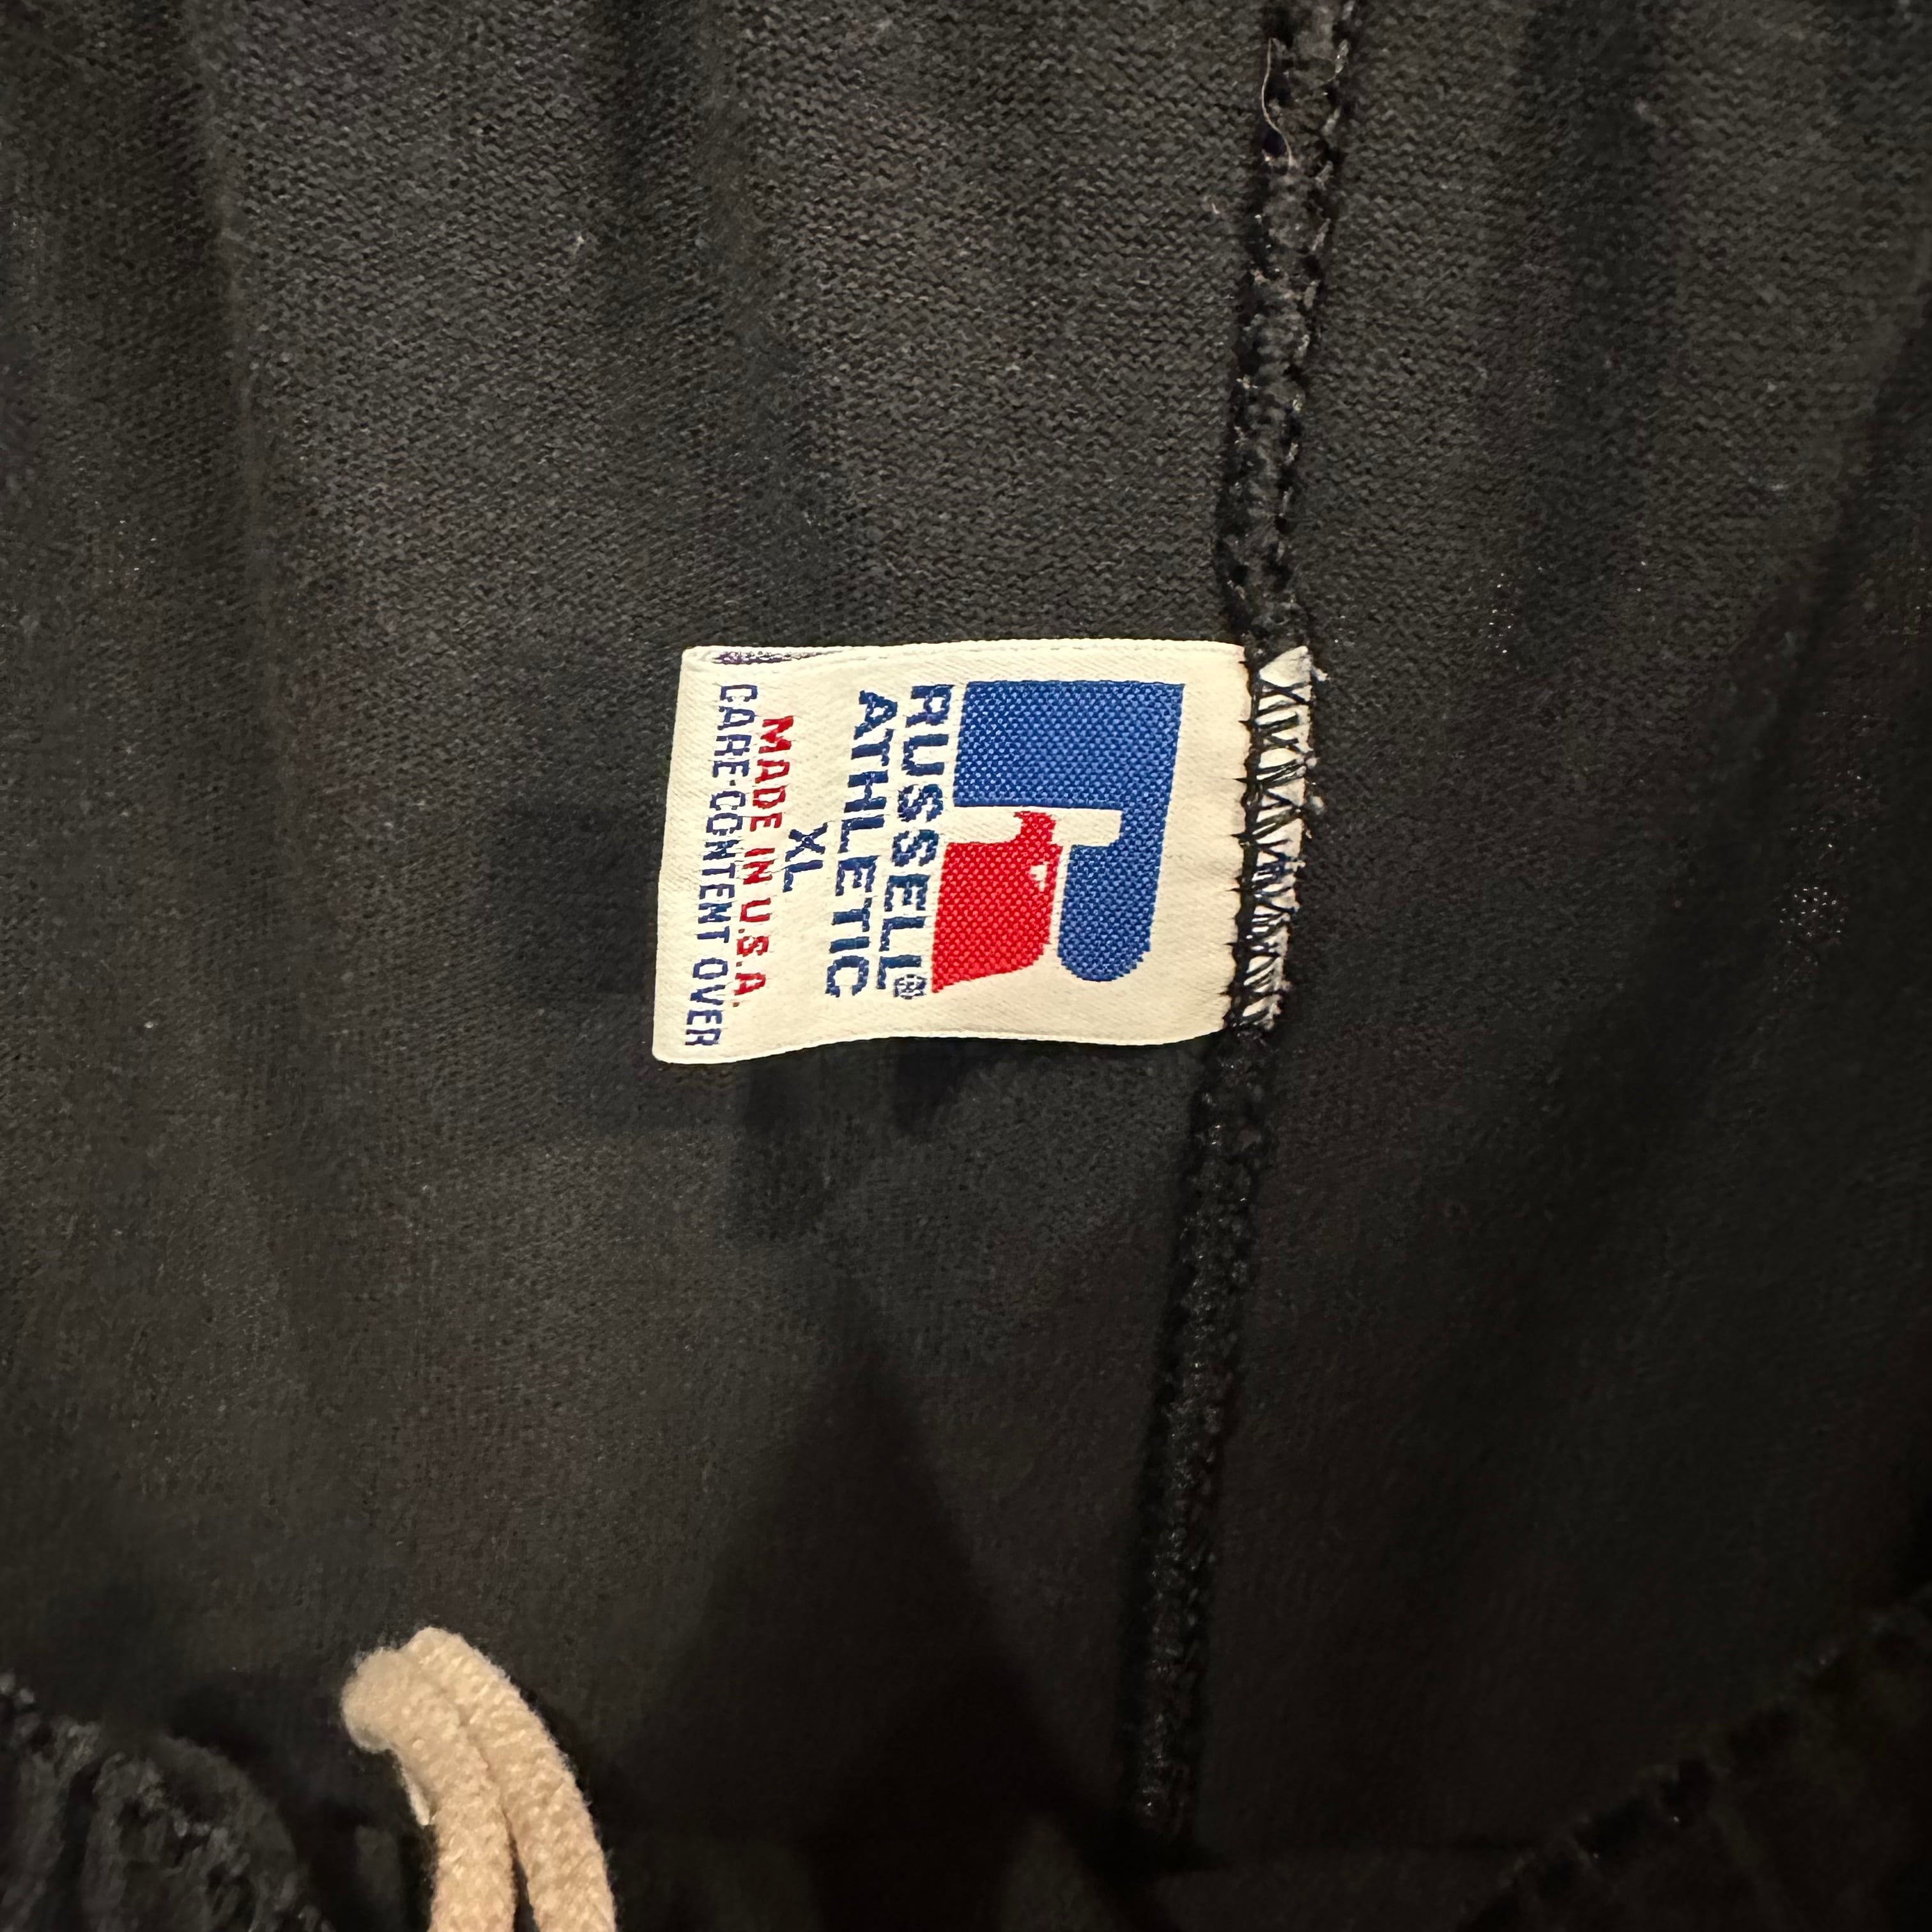 RUSSELL®
ATHLETIC
XL
MADE IN U.S.A.
CARE-CONTENT OVER